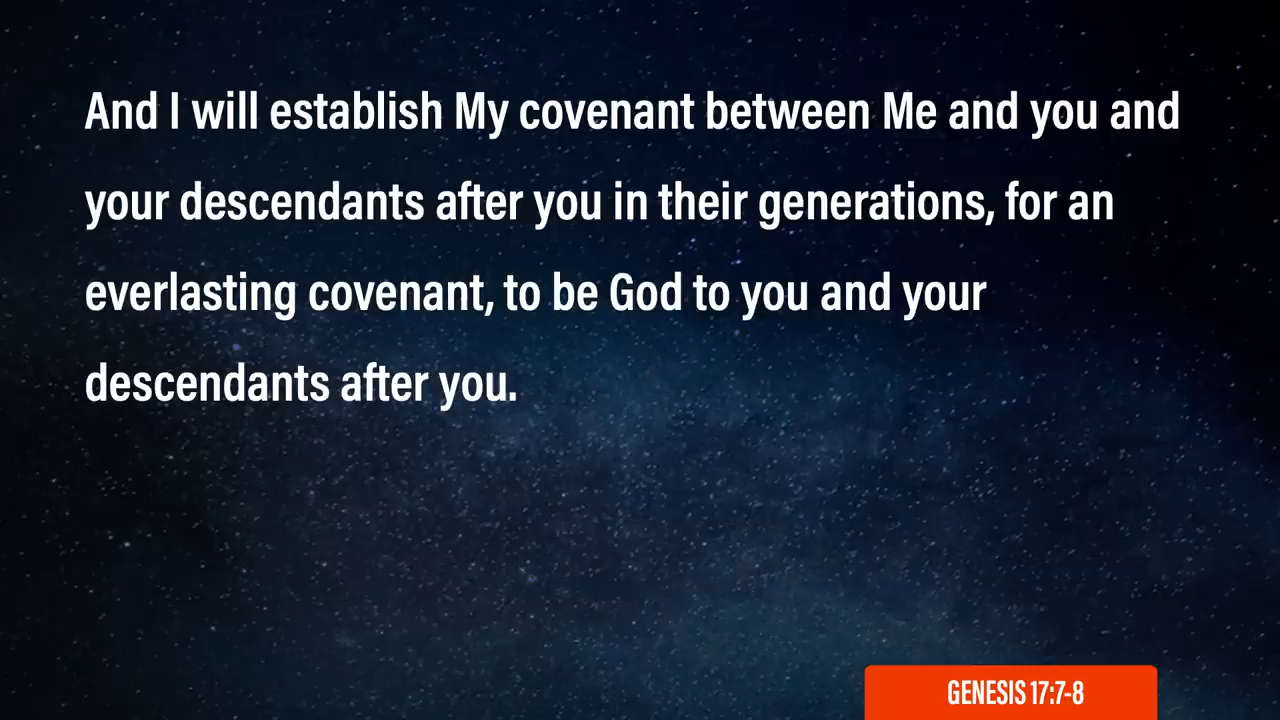 And I will establish My covenant between Me and you and
your descendants after you in their generations, for an
everlasting covenant, to be God to you and your
descendants after you.
GENESIS 17:7-8